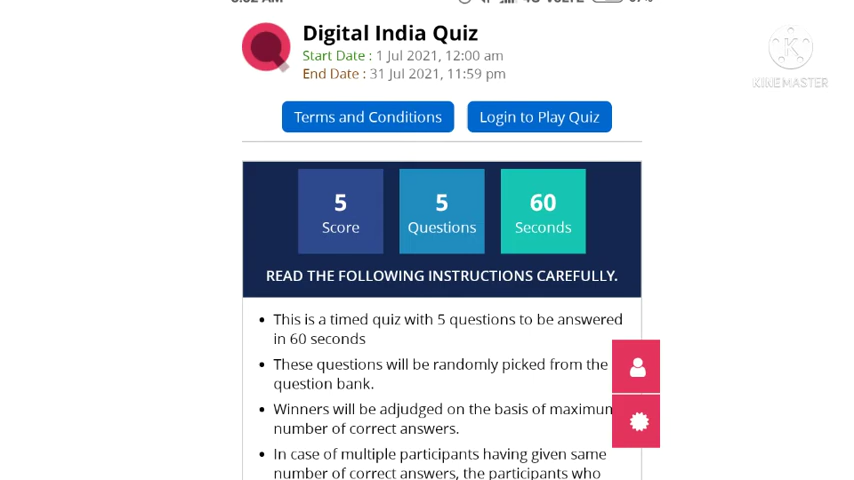 Digital India Quiz
Start Date : 1 Jul 2021, 12:00 am
End Date : 31 Jul 2021, 11:59 pm
K
KINEMASTER
Terms and Conditions
Login to Play Quiz
5
Score
5
Questions
60
Seconds
READ THE FOLLOWING INSTRUCTIONS CAREFULLY.
• This is a timed quiz with 5 questions to be answered
in 60 seconds
• These questions will be randomly picked from the
question bank.
• Winners will be adjudged on the basis of maximum
number of correct answers.
• In case of multiple participants having given same
number of correct answers, the participants who